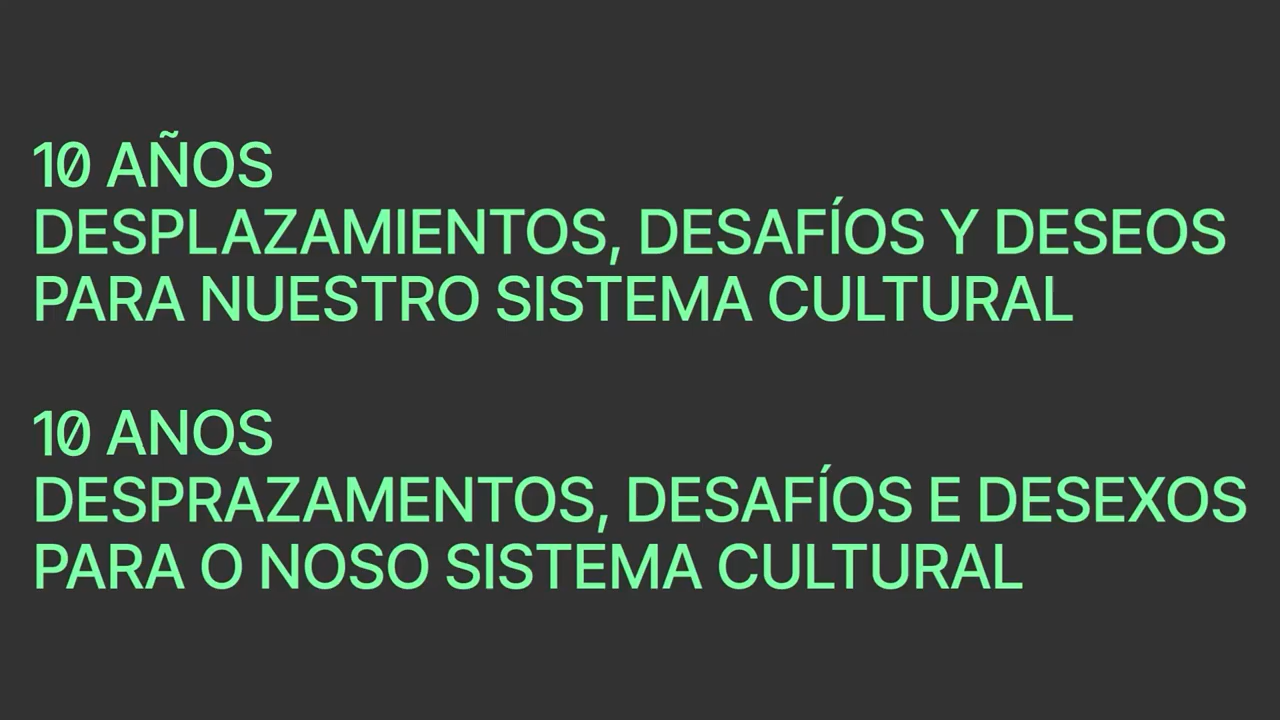 10 AÑOS
DESPLAZAMIENTOS, DESAFÍOS Y DESEOS
PARA NUESTRO SISTEMA CULTURAL
10 ANOS
DESPRAZAMENTOS, DESAFÍOS E DESEXOS
PARA O NOSO SISTEMA CULTURAL